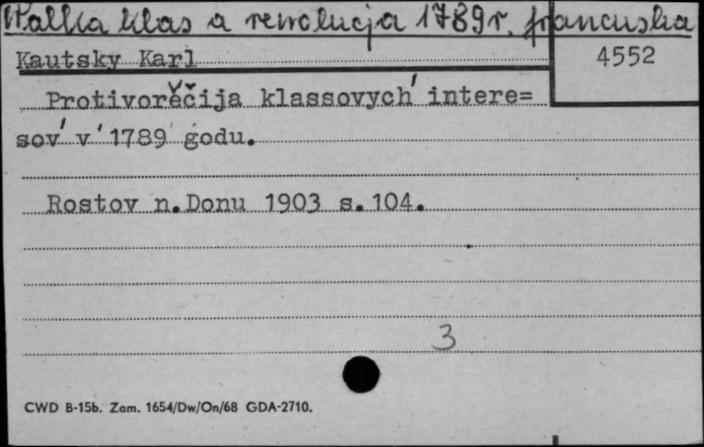 Walka klas a rewolucja 1789 r. francuska
Kautsky Karl
4552
Protivorěčija klassovych' intere=
sov' v' 1789 godu.
Rostov n.Donu 1903 s.104.
3
CWD B-15b. Zam. 1654/Dw/On/68 GDA-2710.